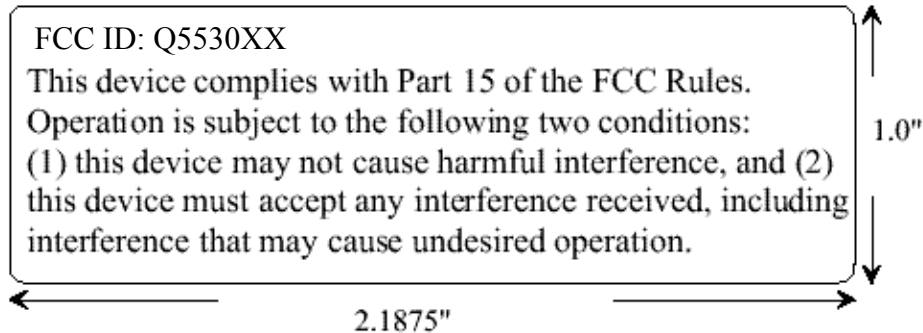 FCC ID: Q5530XX
This device complies with Part 15 of the FCC Rules.
Operation is subject to the following two conditions:
(1) this device may not cause harmful interference, and (2)
this device must accept any interference received, including
interference that may cause undesired operation.
1.0"
2.1875"